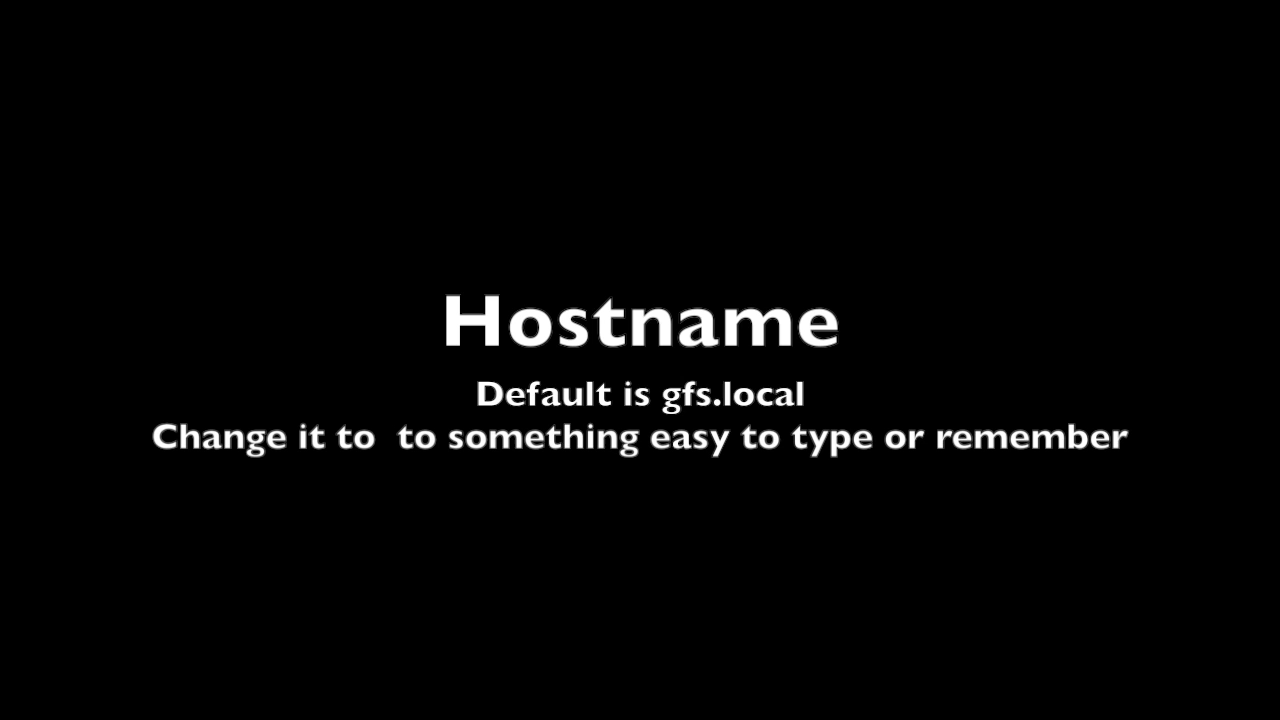 Hostname
Default is gfs.local
Change it to  to something easy to type or remember